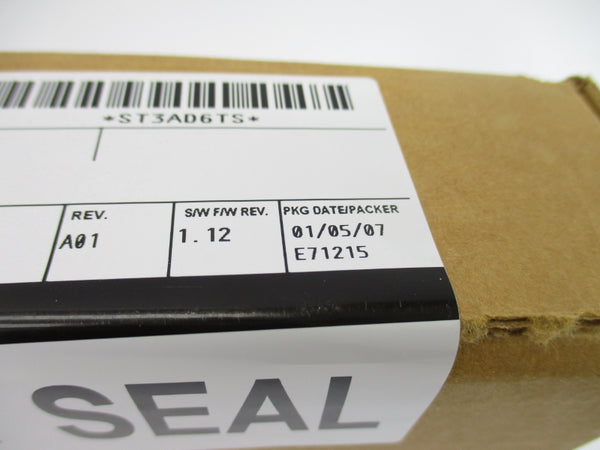 *ST3AD6TS*
REV. S/W F/W REV. PKG DATE/PACKER
A01 1.12 01/05/07
E71215
SEAL